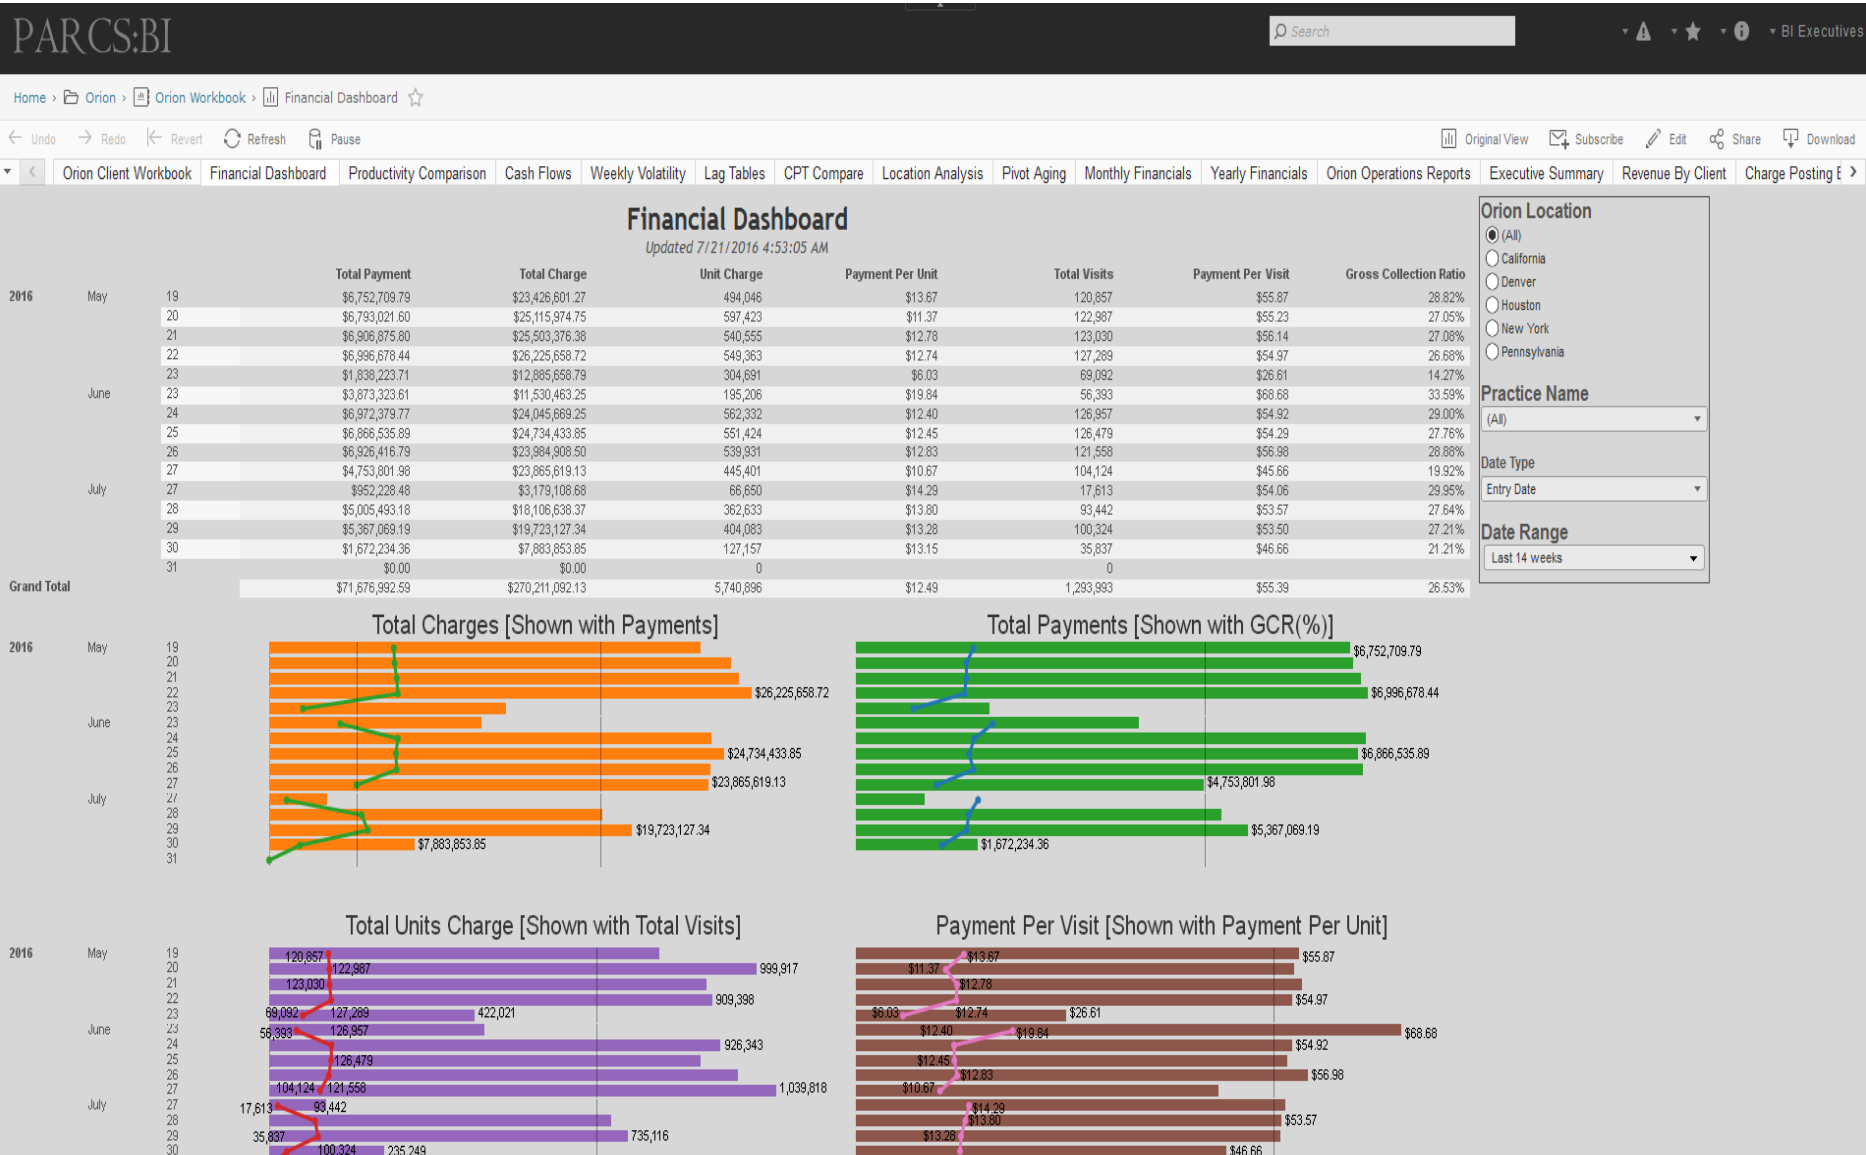 PARCS:BI
Search
BI Executives
Home › Orion › Orion Workbook › Financial Dashboard
Undo Redo Revert Refresh Pause Original View Subscribe Edit Share Download
Orion Client Workbook Financial Dashboard Productivity Comparison Cash Flows Weekly Volatility Lag Tables CPT Compare Location Analysis Pivot Aging Monthly Financials Yearly Financials Orion Operations Reports Executive Summary Revenue By Client Charge Posting E
Financial Dashboard
Updated 7/21/2016 4:53:05 AM
Total Payment Total Charge Unit Charge Payment Per Unit Total Visits Payment Per Visit Gross Collection Ratio
2016 May 19 $6,752,709.79 $23,426,601.27 494,046 $13.67 120,857 $55.87 28.82%
20 $6,793,021.60 $25,115,974.75 597,423 $11.37 122,987 $55.23 27.05%
21 $6,906,875.80 $25,503,376.38 540,555 $12.78 123,030 $56.14 27.08%
22 $6,996,678.44 $26,225,658.72 549,363 $12.74 127,289 $54.97 26.68%
23 $1,838,223.71 $12,885,658.79 304,691 $6.03 69,092 $26.61 14.27%
June 23 $3,873,323.61 $11,530,463.25 195,206 $19.84 56,393 $68.68 33.59%
24 $6,972,379.77 $24,045,669.25 562,332 $12.40 126,957 $54.92 29.00%
25 $6,866,535.89 $24,734,433.85 551,424 $12.45 126,479 $54.29 27.76%
26 $6,926,416.79 $23,984,908.50 539,931 $12.83 121,558 $56.98 28.88%
27 $4,753,801.98 $23,865,619.13 445,401 $10.67 104,124 $45.66 19.92%
July 27 $952,228.48 $3,179,108.68 66,650 $14.29 17,613 $54.06 29.95%
28 $5,005,493.18 $18,106,638.37 362,633 $13.80 93,442 $53.57 27.64%
29 $5,367,069.19 $19,723,127.34 404,083 $13.28 100,324 $53.50 27.21%
30 $1,672,234.36 $7,883,853.85 127,157 $13.15 35,837 $46.66 21.21%
31 $0.00 $0.00 0 0
Grand Total $71,676,992.59 $270,211,092.13 5,740,896 $12.49 1,293,993 $55.39 26.53%
Orion Location
(All)
California
Denver
Houston
New York
Pennsylvania
Practice Name
(All)
Date Type
Entry Date
Date Range
Last 14 weeks
Total Charges [Shown with Payments] Total Payments [Shown with GCR(%)]
2016 May 19 $6,752,709.79
20
21
22 $26,225,658.72 $6,996,678.44
23
June 23
24
25 $24,734,433.85 $6,866,535.89
26
27 $23,865,619.13 $4,753,801.98
July 27
28
29 $19,723,127.34 $5,367,069.19
30 $7,883,853.85 $1,672,234.36
31
Total Units Charge [Shown with Total Visits] Payment Per Visit [Shown with Payment Per Unit]
2016 May 19 120,857 $13.67 $55.87
20 122,987 999,917 $11.37
21 123,030 $12.78
22 909,398 $54.97
23 69,092 127,289 422,021 $6.03 $12.74 $26.61
June 23 56,393 126,957 $12.40 $19.84 $68.68
24 926,343 $54.92
25 126,479 $12.45
26 $12.83 $56.98
27 104,124 121,558 1,039,818 $10.67
July 27 17,613 93,442 $14.29
28 $13.80 $53.57
29 35,837 735,116 $13.28
30 100,324 235,249 $46.66